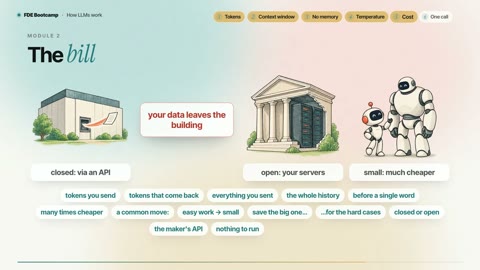 FDE Bootcamp · How LLMs work
Tokens
Context window
No memory
Temperature
Cost
One call
MODULE 2
The bill
your data leaves the
building
closed: via an API
open: your servers
small: much cheaper
tokens you send
tokens that come back
everything you sent
the whole history
before a single word
many times cheaper
a common move:
easy work → small
save the big one...
...for the hard cases
closed or open
the maker's API
nothing to run